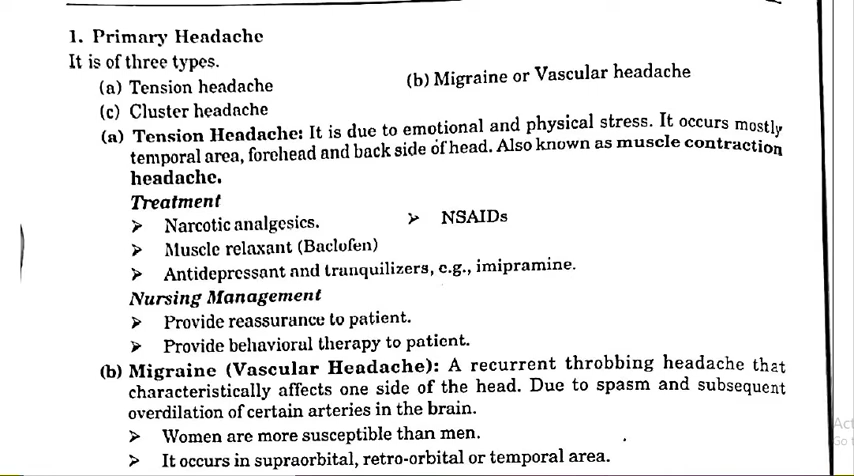 1. Primary Headache
It is of three types.
(a) Tension headache (b) Migraine or Vascular headache
(c) Cluster headache
(a) Tension Headache: It is due to emotional and physical stress. It occurs mostly
temporal area, forehead and back side of head. Also known as muscle contraction
headache.
Treatment
➢ Narcotic analgesics. ➢ NSAIDs
➢ Muscle relaxant (Baclofen)
➢ Antidepressant and tranquilizers, e.g., imipramine.
Nursing Management
➢ Provide reassurance to patient.
➢ Provide behavioral therapy to patient.
(b) Migraine (Vascular Headache): A recurrent throbbing headache that
characteristically affects one side of the head. Due to spasm and subsequent
overdilation of certain arteries in the brain.
➢ Women are more susceptible than men.
➢ It occurs in supraorbital, retro-orbital or temporal area.